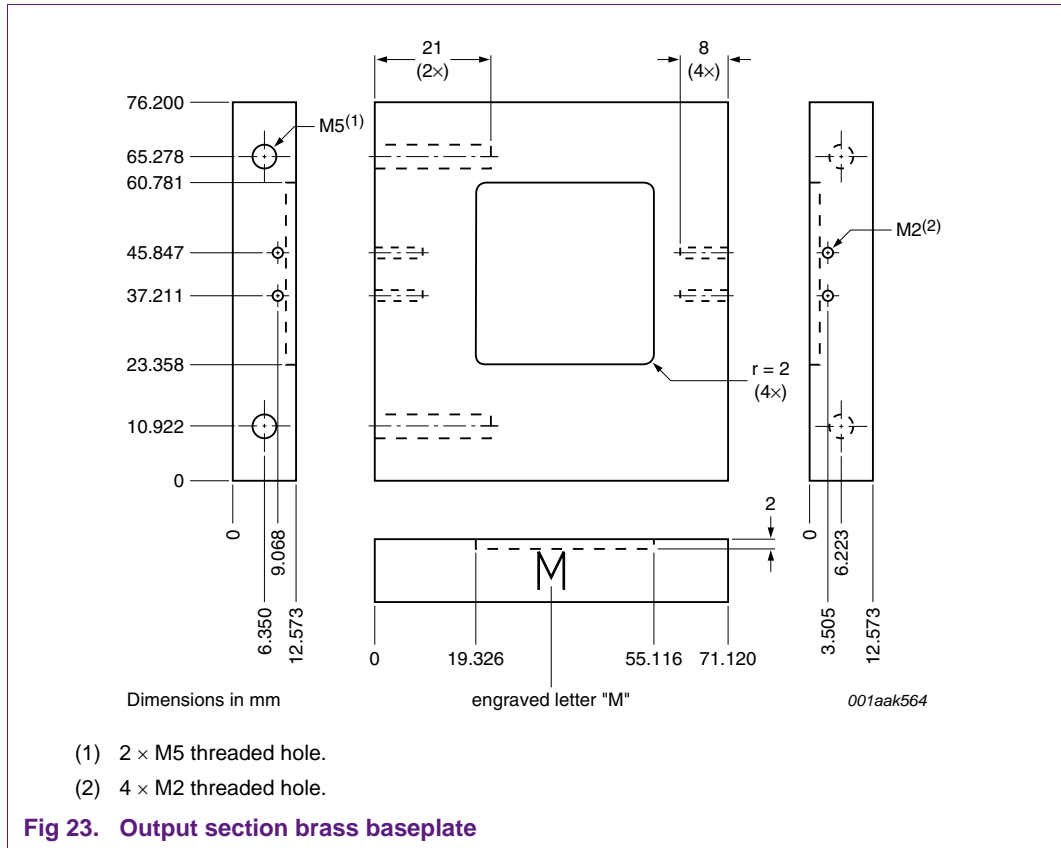 21
(2×)
8
(4×)
76.200
65.278
60.781
45.847
37.211
23.358
10.922
0
M5(1)
M2(2)
r = 2
(4×)
2
0
6.350
9.068
12.573
M
0
19.326
55.116
71.120
0
3.505
6.223
12.573
Dimensions in mm
engraved letter "M"
001aak564
(1) 2 × M5 threaded hole.
(2) 4 × M2 threaded hole.
Fig 23. Output section brass baseplate